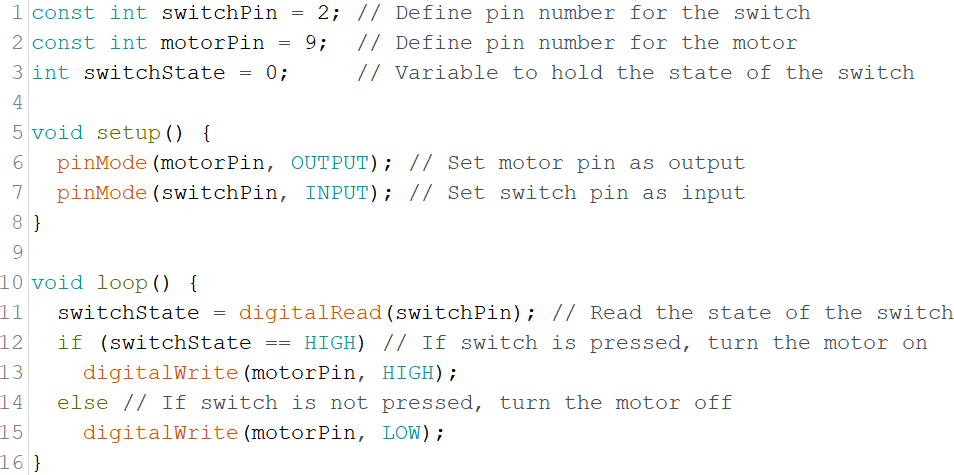 1 const int switchPin = 2; // Define pin number for the switch
2 const int motorPin = 9;  // Define pin number for the motor
3 int switchState = 0;     // Variable to hold the state of the switch
4
5 void setup() {
6   pinMode(motorPin, OUTPUT); // Set motor pin as output
7   pinMode(switchPin, INPUT); // Set switch pin as input
8 }
9
10 void loop() {
11   switchState = digitalRead(switchPin); // Read the state of the switch
12   if (switchState == HIGH) // If switch is pressed, turn the motor on
13     digitalWrite(motorPin, HIGH);
14   else // If switch is not pressed, turn the motor off
15     digitalWrite(motorPin, LOW);
16 }